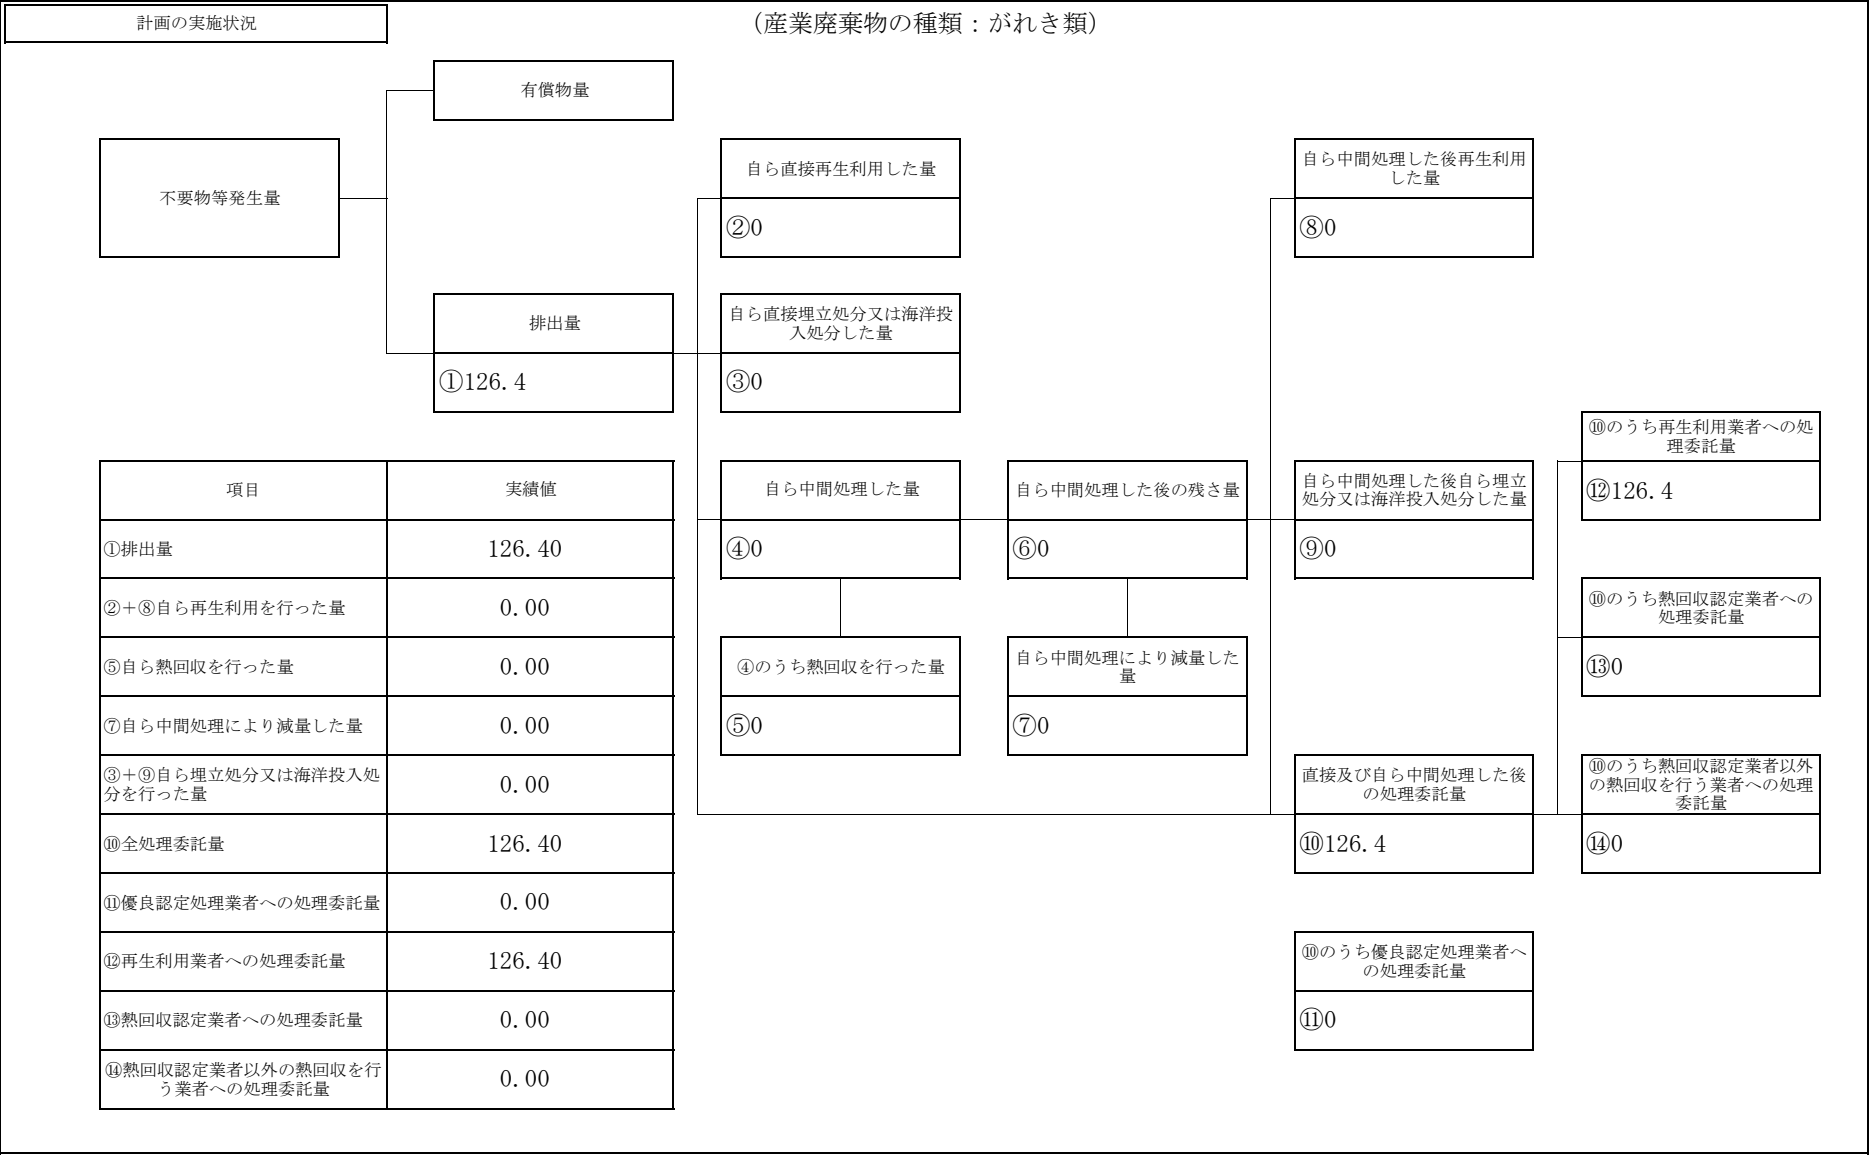 計画の実施状況
（産業廃棄物の種類：がれき類）
有償物量
不要物等発生量
自ら直接再生利用した量
②0
自ら中間処理した後再生利用
した量
⑧0
排出量
①126.4
自ら直接埋立処分又は海洋投
入処分した量
③0
⑩のうち再生利用業者への処
理委託量
⑫126.4
自ら中間処理した量
④0
自ら中間処理した後の残さ量
⑥0
自ら中間処理した後自ら埋立
処分又は海洋投入処分した量
⑨0
⑩のうち熱回収認定業者への
処理委託量
⑬0
④のうち熱回収を行った量
⑤0
自ら中間処理により減量した
量
⑦0
直接及び自ら中間処理した後
の処理委託量
⑩126.4
⑩のうち熱回収認定業者以外
の熱回収を行う業者への処理
委託量
⑭0
⑩のうち優良認定処理業者へ
の処理委託量
⑪0
項目 実績値
①排出量 126.40
②＋⑧自ら再生利用を行った量 0.00
⑤自ら熱回収を行った量 0.00
⑦自ら中間処理により減量した量 0.00
③＋⑨自ら埋立処分又は海洋投入処
分を行った量 0.00
⑩全処理委託量 126.40
⑪優良認定処理業者への処理委託量 0.00
⑫再生利用業者への処理委託量 126.40
⑬熱回収認定業者への処理委託量 0.00
⑭熱回収認定業者以外の熱回収を行
う業者への処理委託量 0.00